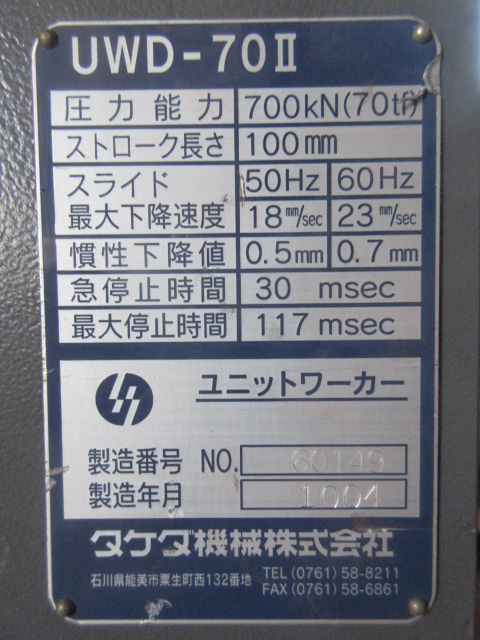 UWD-70Ⅱ
圧力能力 700kN(70tf)
ストローク長さ 100mm
スライド 50Hz 60Hz
最大下降速度 18mm/sec 23mm/sec
慣性下降値 0.5mm 0.7mm
急停止時間 30 msec
最大停止時間 117 msec
ユニットワーカー
製造番号 NO. 60149
製造年月 1004
タケダ機械株式会社
石川県能美市粟生町西132番地 TEL (0761) 58-8211
FAX (0761) 58-6861